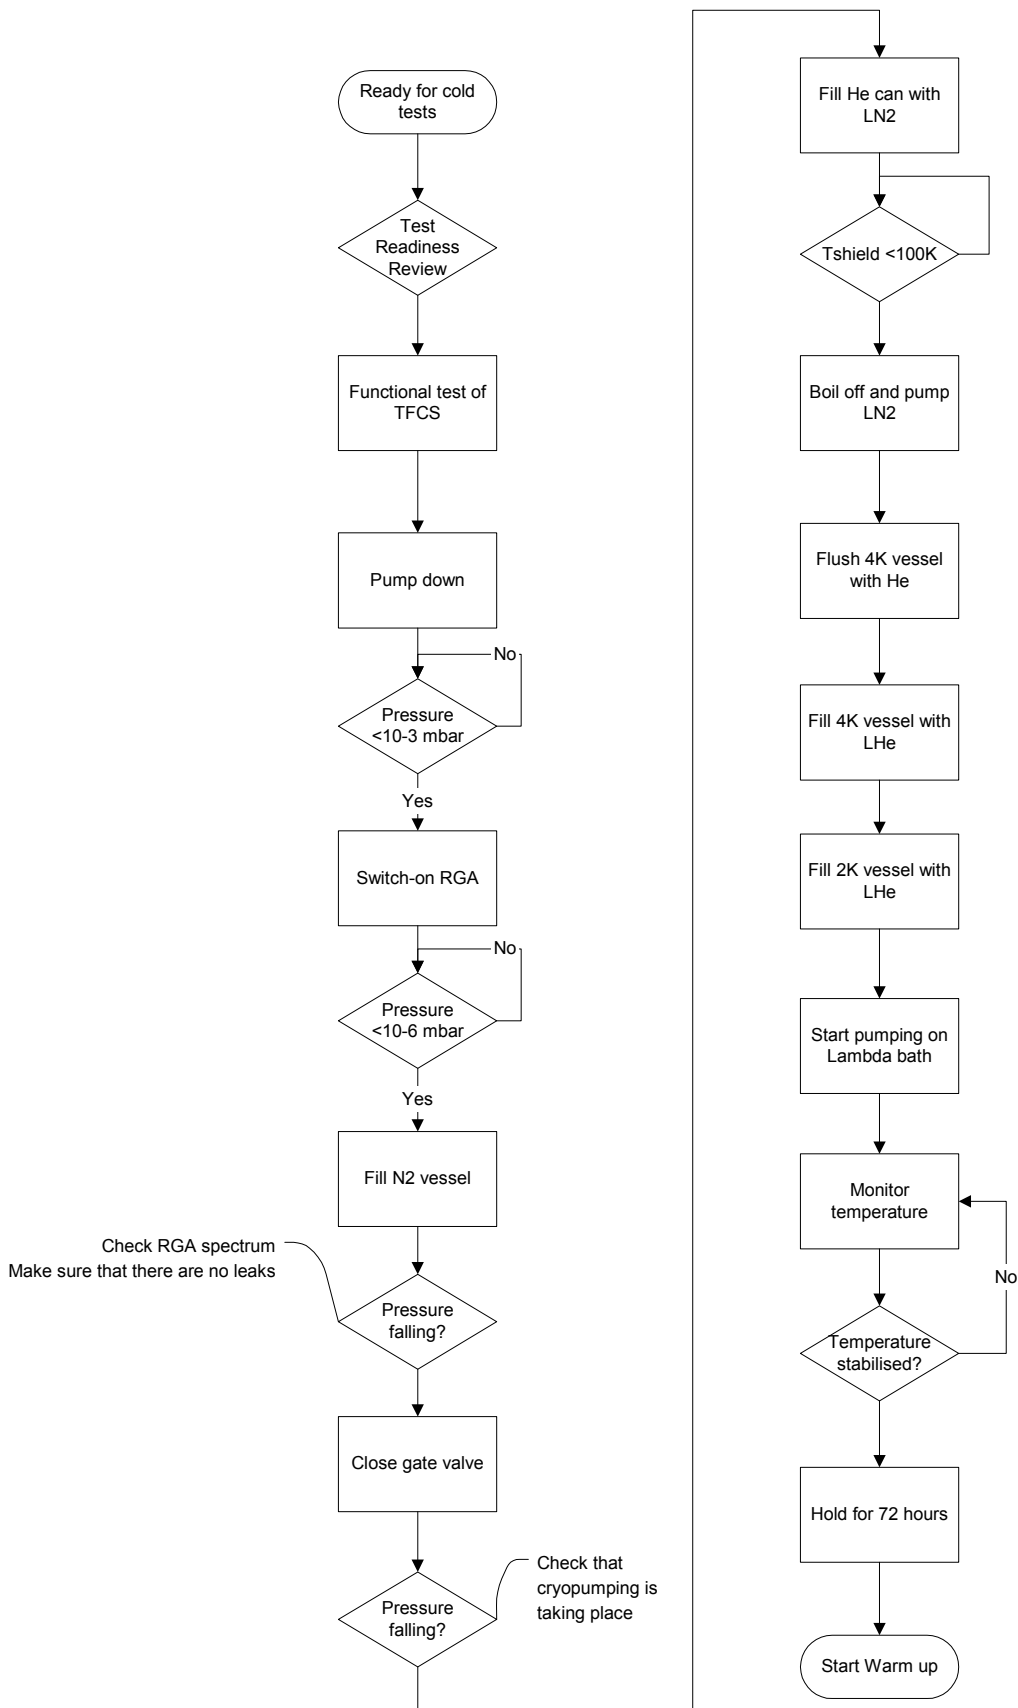 Ready for cold
tests
Test
Readiness
Review
Functional test of
TFCS
Pump down
No
Pressure
<10-3 mbar
Yes
Switch-on RGA
No
Pressure
<10-6 mbar
Yes
Fill N2 vessel
Check RGA spectrum
Make sure that there are no leaks
Pressure
falling?
Close gate valve
Check that
cryopumping is
taking place
Pressure
falling?
Fill He can with
LN2
Tshield <100K
Boil off and pump
LN2
Flush 4K vessel
with He
Fill 4K vessel with
LHe
Fill 2K vessel with
LHe
Start pumping on
Lambda bath
Monitor
temperature
No
Temperature
stabilised?
Hold for 72 hours
Start Warm up